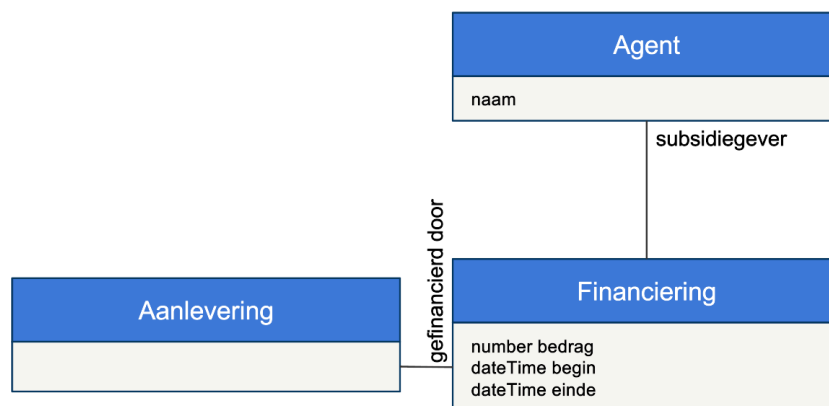 Agent
naam
subsidiegever
gefinancierd door
Aanlevering
Financiering
number bedrag
dateTime begin
dateTime einde